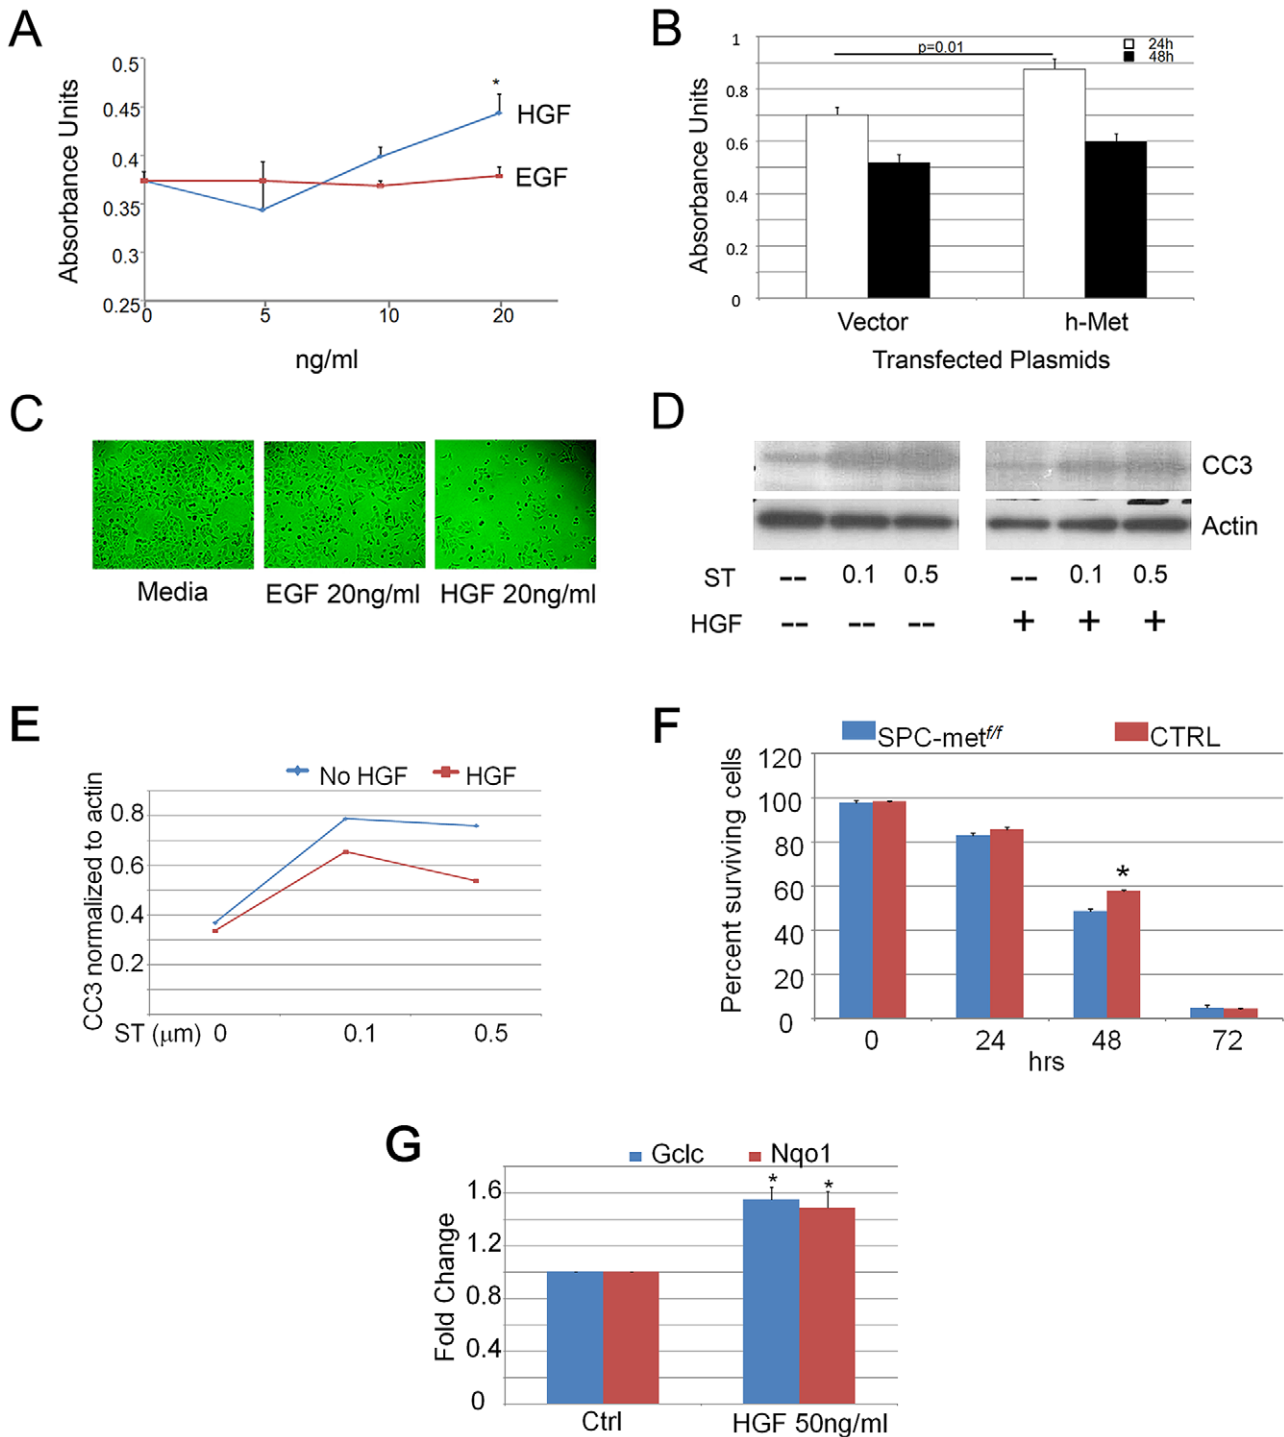 A
0.5
0.45
0.4
0.35
0.3
0.25
Absorbance Units
*
HGF
EGF
0 5 10 20
ng/ml
B
1
0.8
0.6
0.4
0.2
0
Absorbance Units
p=0.01
24h
48h
Vector h-Met
Transfected Plasmids
C
Media EGF 20ng/ml HGF 20ng/ml
D
CC3
Actin
ST -- 0.1 0.5 -- 0.1 0.5
HGF -- -- -- + + +
E
No HGF HGF
CC3 normalized to actin
0.8
0.6
0.4
0.2
ST (µm) 0 0.1 0.5
F
SPC-met^f/f CTRL
Percent surviving cells
120
100
80
60
40
20
0
*
0 24 48 72
hrs
G
Gclc Nqo1
Fold Change
1.6
1.2
0.8
0.4
0
* *
Ctrl HGF 50ng/ml